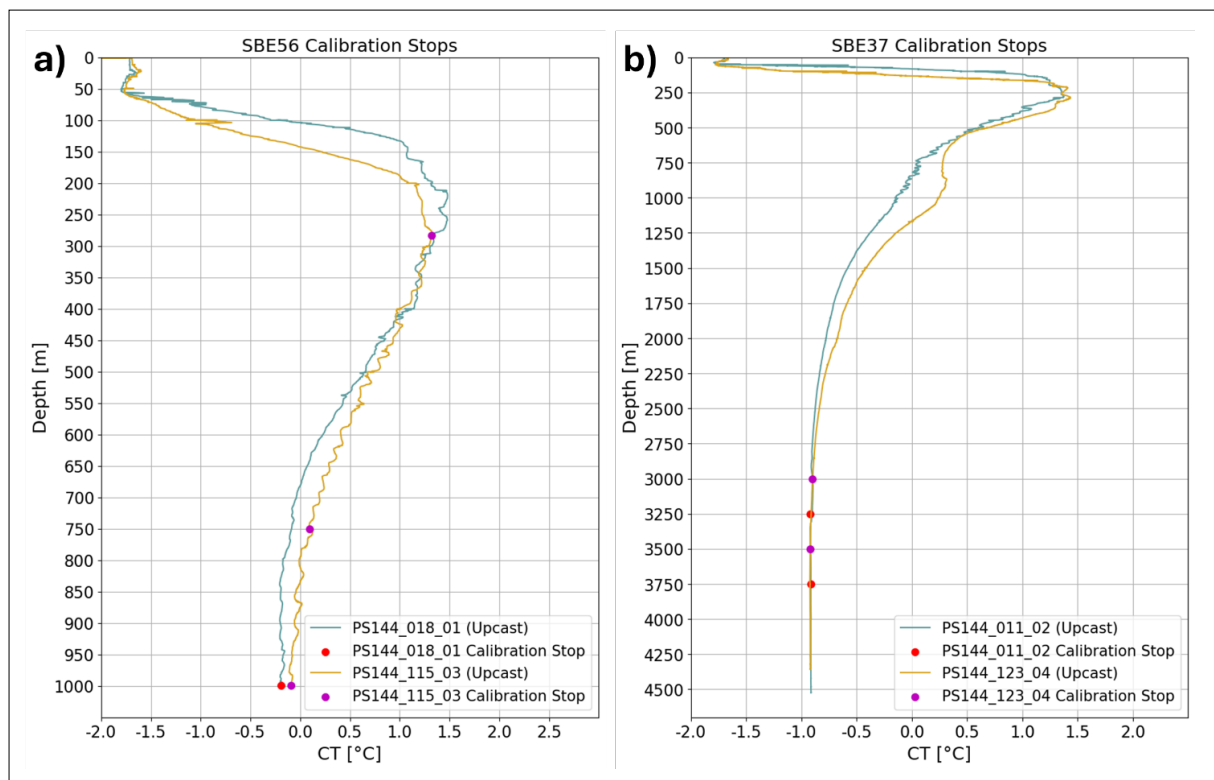 a)
SBE56 Calibration Stops
0
50
100
150
200
250
300
350
400
450
500
550
600
650
700
750
800
850
900
950
1000
Depth [m]
-2.0 -1.5 -1.0 -0.5 0.0 0.5 1.0 1.5 2.0 2.5
CT [°C]
PS144_018_01 (Upcast)
PS144_018_01 Calibration Stop
PS144_115_03 (Upcast)
PS144_115_03 Calibration Stop
b)
SBE37 Calibration Stops
0
250
500
750
1000
1250
1500
1750
2000
2250
2500
2750
3000
3250
3500
3750
4000
4250
4500
Depth [m]
-2.0 -1.5 -1.0 -0.5 0.0 0.5 1.0 1.5 2.0
CT [°C]
PS144_011_02 (Upcast)
PS144_011_02 Calibration Stop
PS144_123_04 (Upcast)
PS144_123_04 Calibration Stop